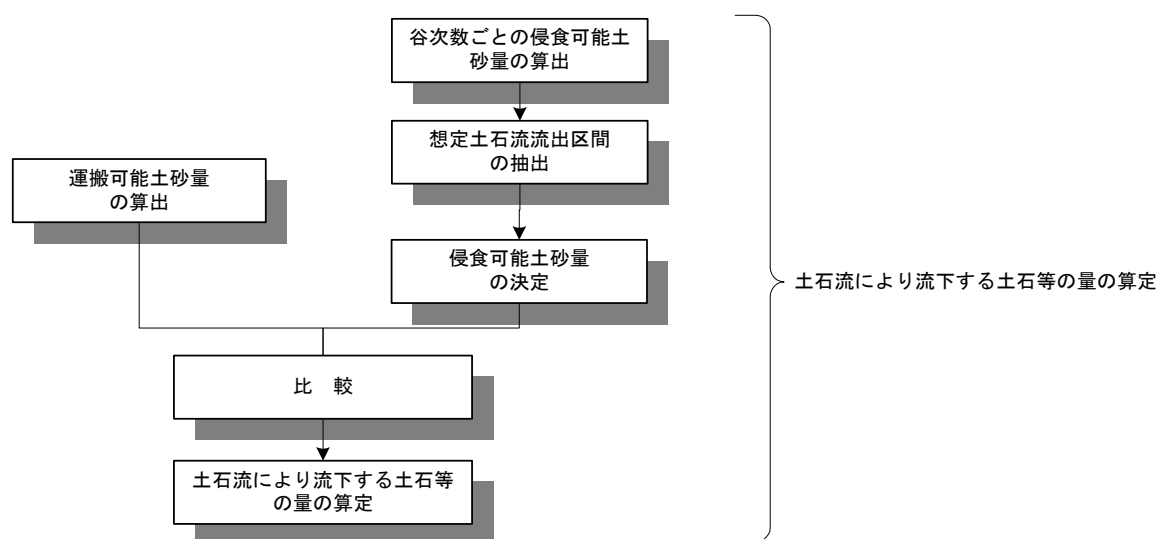 谷次数ごとの侵食可能土
砂量の算出
想定土石流流出区間
の抽出
運搬可能土砂量
の算出
侵食可能土砂量
の決定
土石流により流下する土石等の量の算定
比　較
土石流により流下する土石等
の量の算定